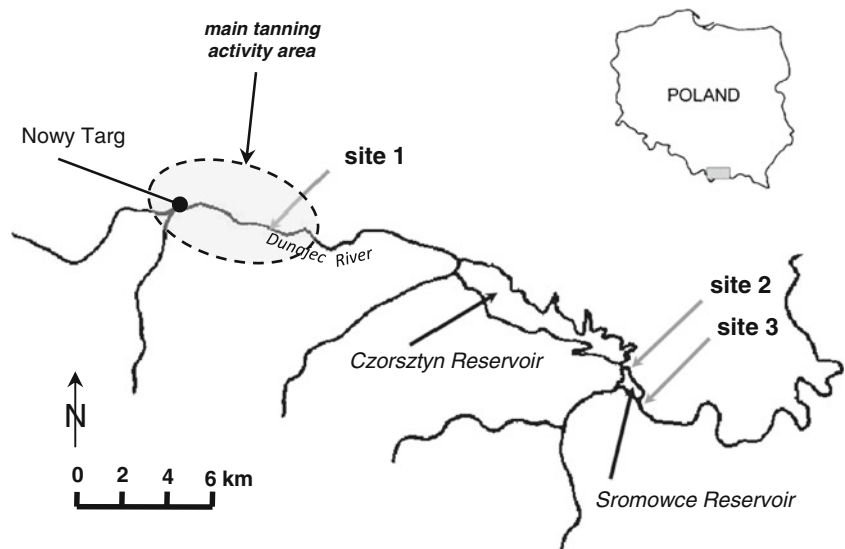 main tanning
activity area
POLAND
Nowy Targ
site 1
Dunajec River
site 2
site 3
Czorsztyn Reservoir
N
0 2 4 6 km
Sromowce Reservoir